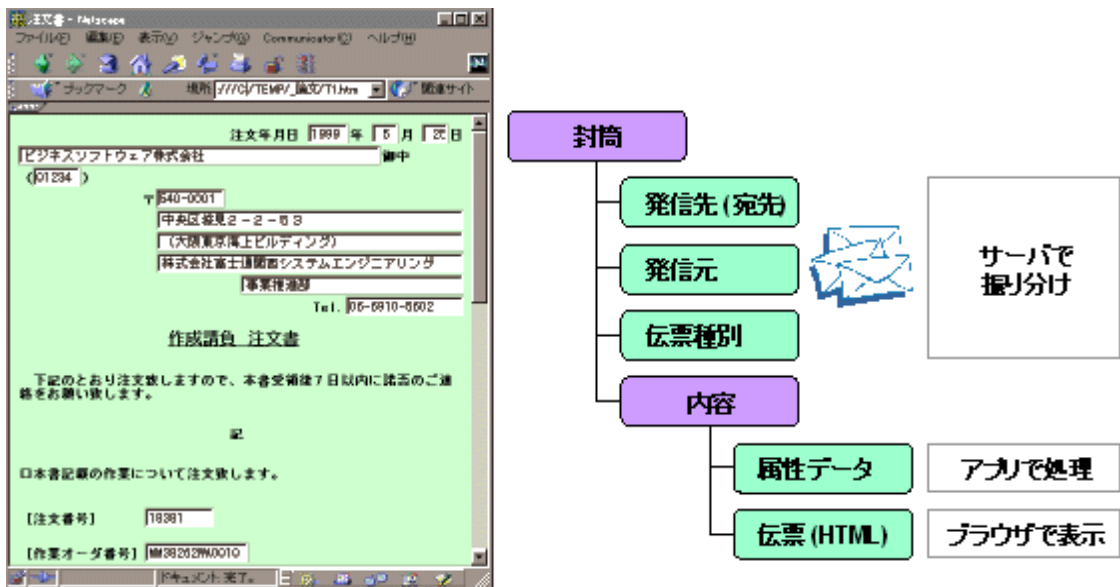 注文書 - Netscape
ファイル(F) 編集(E) 表示(V) ジャンプ(G) Communicator(C) ヘルプ(H)
ブックマーク 場所 ///C|/TEMP/_論文/T1.htm 関連サイト
注文年月日 1999 年 5 月 日
ビジネスソフトウェア株式会社 御中
(01234)
〒540-0001
中央区城見2-2-53
(大阪東京海上ビルディング)
株式会社富士通関西システムエンジニアリング
事業推進部
Tel. 06-6910-5602
作成請負 注文書
下記のとおり注文致しますので、本書受領後7日以内に諾否のご連
絡をお願い致します。
記
口本書記載の作業について注文致します。
[注文番号] 18381
[作業オーダ番号]
ドキュメント:完了。
封筒
発信先 (宛先)
発信元
伝票種別
内容
属性データ
伝票 (HTML)
サーバで
振り分け
アプリで処理
ブラウザで表示